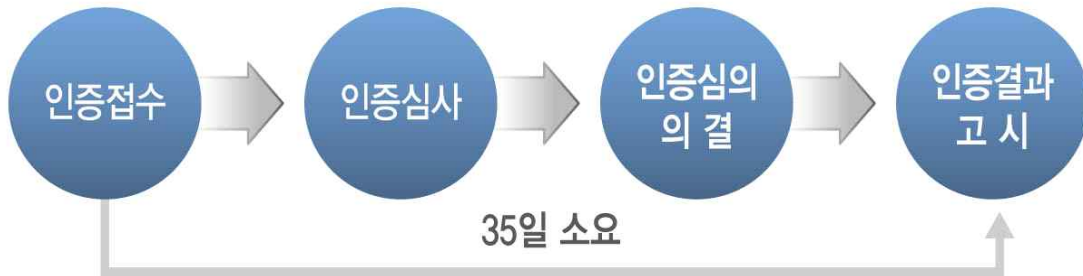 인증접수
인증심사
인증심의
의 결
인증결과
고 시
35일 소요